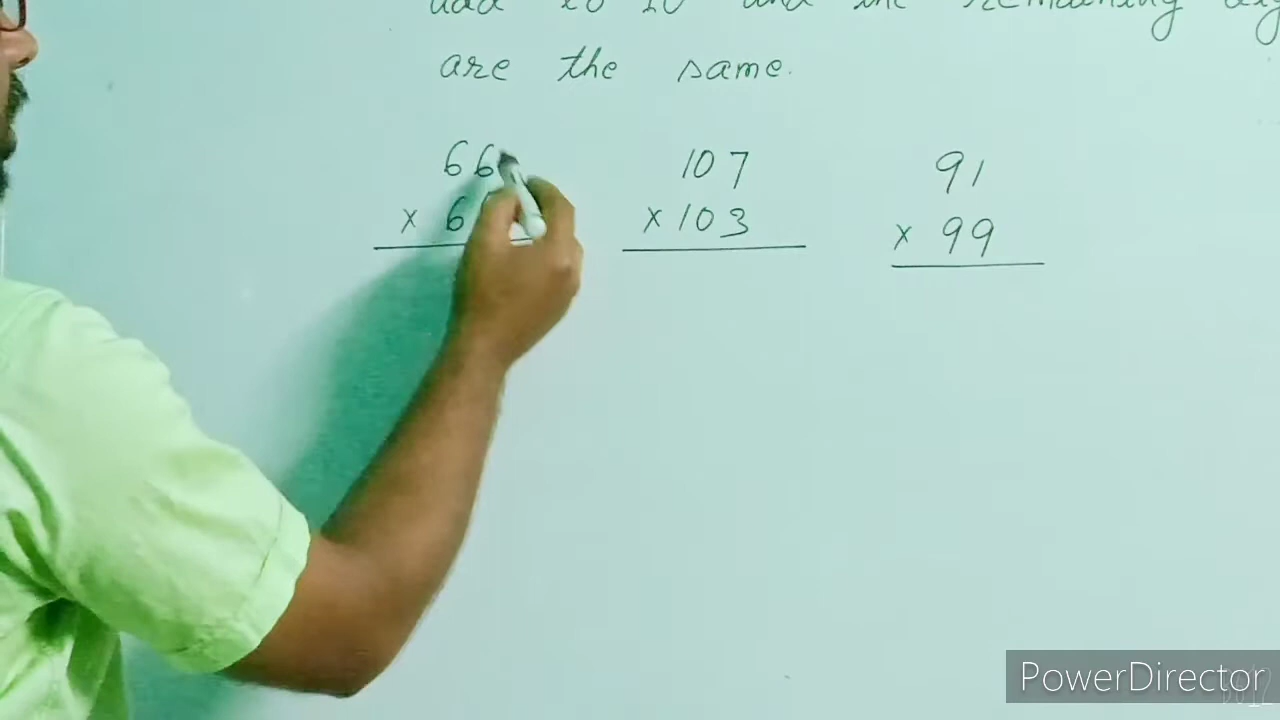 add to 10 and the remaining
are the same.
66 107 91
× 6 × 103 × 99
PowerDirector